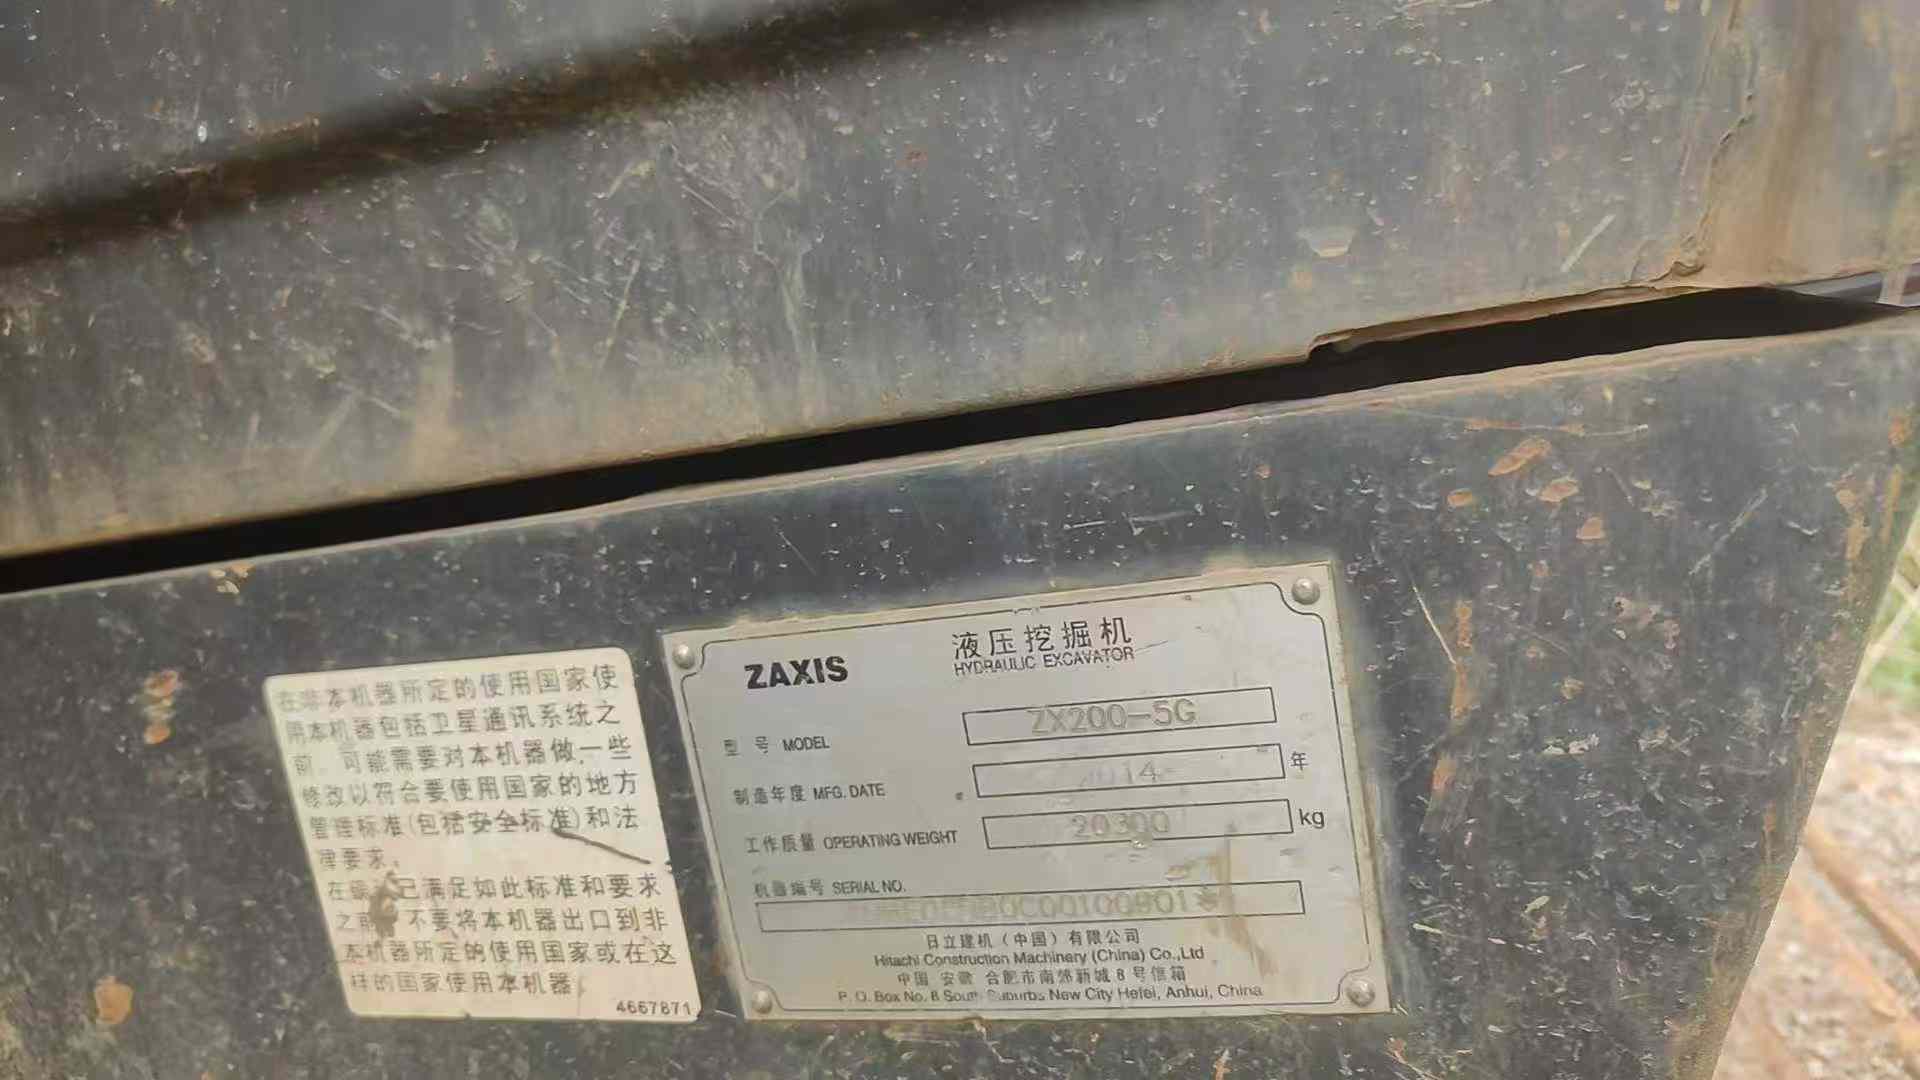 在非本机器所定的使用国家使
用本机器包括卫星通讯系统之
前,可能需要对本机器做一些
修改以符合要使用国家的地方
管理标准(包括安全标准)和法
律要求。
在 已满足如此标准和要求
之前 不要将本机器出口到非
本机器所定的使用国家或在这
样的国家使用本机器。
4667871
ZAXIS
液压挖掘机
HYDRAULIC EXCAVATOR
型号 MODEL ZX200-5G
制造年度 MFG. DATE 2014 年
工作质量 OPERATING WEIGHT 20300 kg
机器编号 SERIAL NO.
日立建机(中国)有限公司
Hitachi Construction Machinery (China) Co.,Ltd
中国 安徽 合肥市南郊新城 8 号信箱
P. O. Box No. 8 South Suburbs New City Hefei, Anhui, China